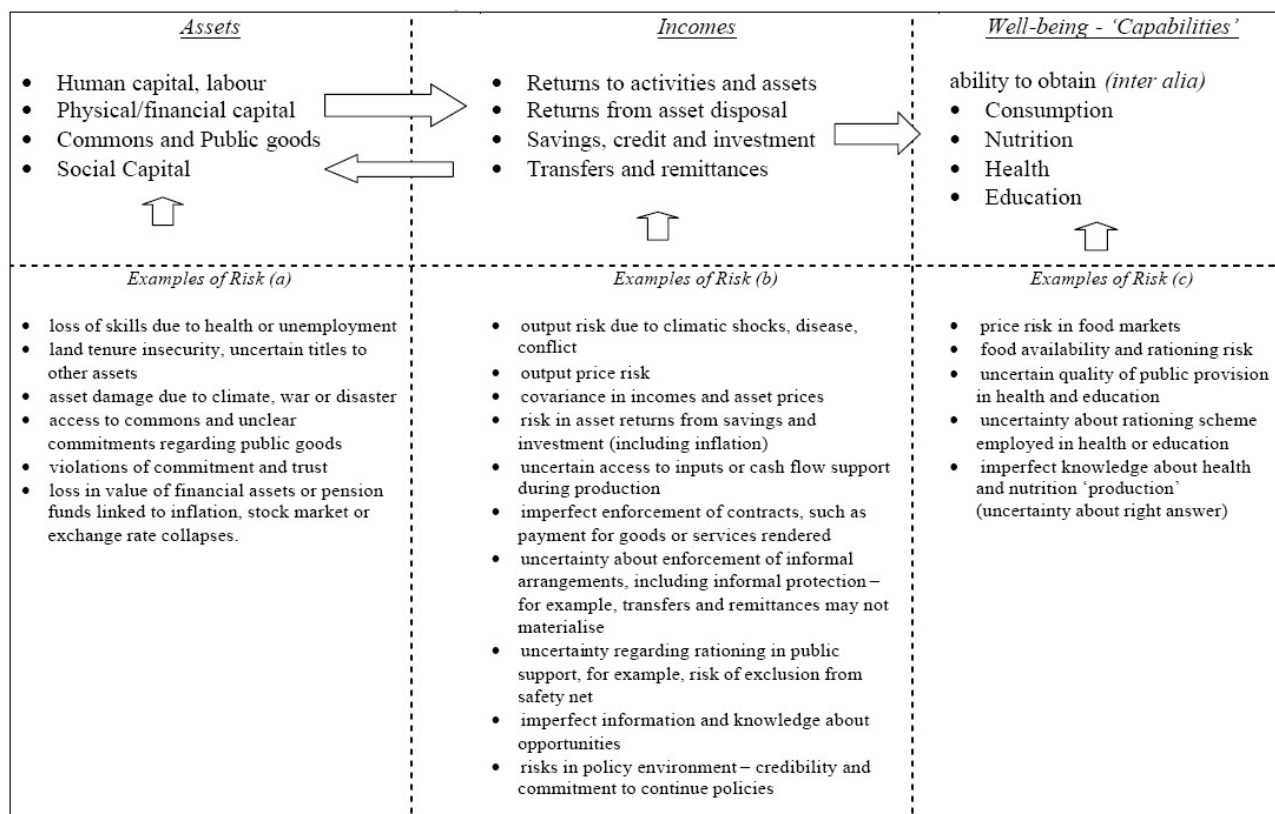 Assets
• Human capital, labour
• Physical/financial capital
• Commons and Public goods
• Social Capital
Incomes
• Returns to activities and assets
• Returns from asset disposal
• Savings, credit and investment
• Transfers and remittances
Well-being - ‘Capabilities’
ability to obtain (inter alia)
• Consumption
• Nutrition
• Health
• Education
Examples of Risk (a)
• loss of skills due to health or unemployment
• land tenure insecurity, uncertain titles to
other assets
• asset damage due to climate, war or disaster
• access to commons and unclear
commitments regarding public goods
• violations of commitment and trust
• loss in value of financial assets or pension
funds linked to inflation, stock market or
exchange rate collapses.
Examples of Risk (b)
• output risk due to climatic shocks, disease,
conflict
• output price risk
• covariance in incomes and asset prices
• risk in asset returns from savings and
investment (including inflation)
• uncertain access to inputs or cash flow support
during production
• imperfect enforcement of contracts, such as
payment for goods or services rendered
• uncertainty about enforcement of informal
arrangements, including informal protection –
for example, transfers and remittances may not
materialise
• uncertainty regarding rationing in public
support, for example, risk of exclusion from
safety net
• imperfect information and knowledge about
opportunities
• risks in policy environment – credibility and
commitment to continue policies
Examples of Risk (c)
• price risk in food markets
• food availability and rationing risk
• uncertain quality of public provision
in health and education
• uncertainty about rationing scheme
employed in health or education
• imperfect knowledge about health
and nutrition ‘production’
(uncertainty about right answer)